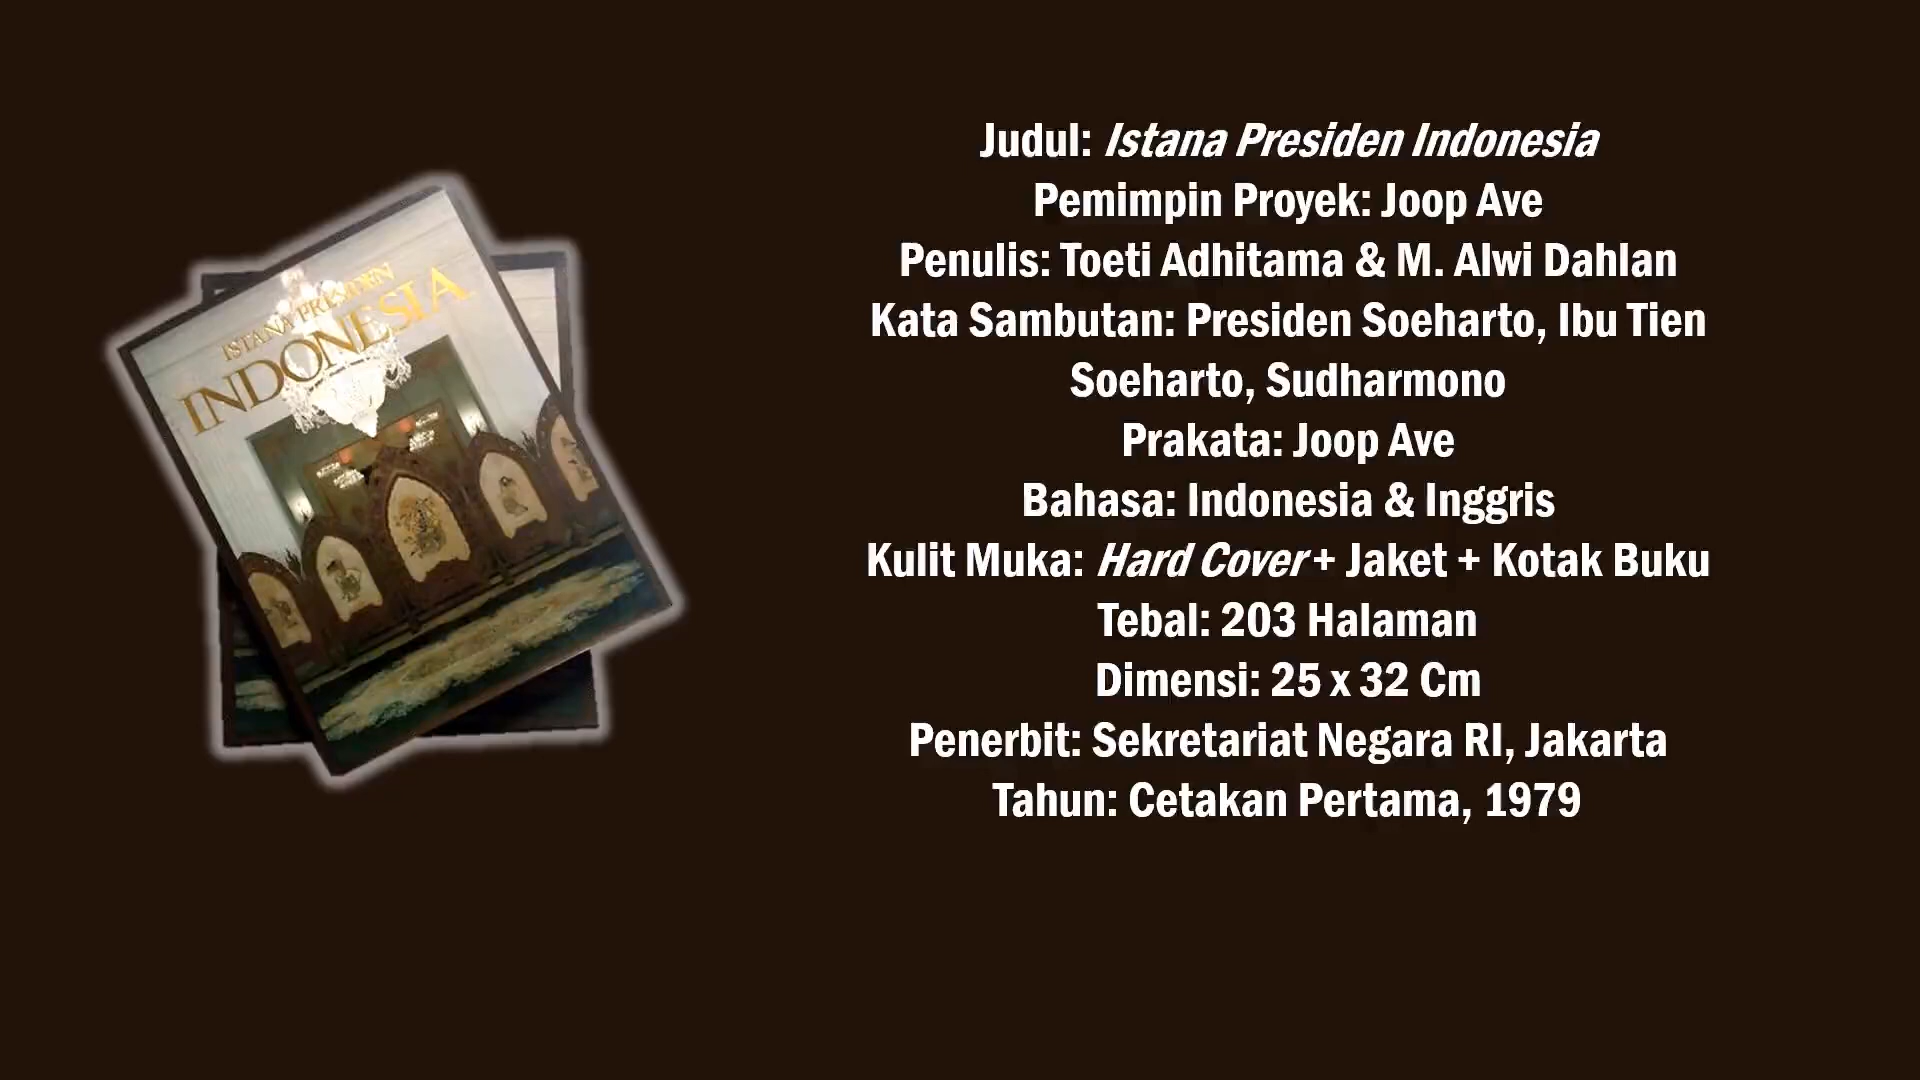 ISTANA PRESIDEN
INDONESIA
Judul: Istana Presiden Indonesia
Pemimpin Proyek: Joop Ave
Penulis: Toeti Adhitama & M. Alwi Dahlan
Kata Sambutan: Presiden Soeharto, Ibu Tien
Soeharto, Sudharmono
Prakata: Joop Ave
Bahasa: Indonesia & Inggris
Kulit Muka: Hard Cover + Jaket + Kotak Buku
Tebal: 203 Halaman
Dimensi: 25 x 32 Cm
Penerbit: Sekretariat Negara RI, Jakarta
Tahun: Cetakan Pertama, 1979